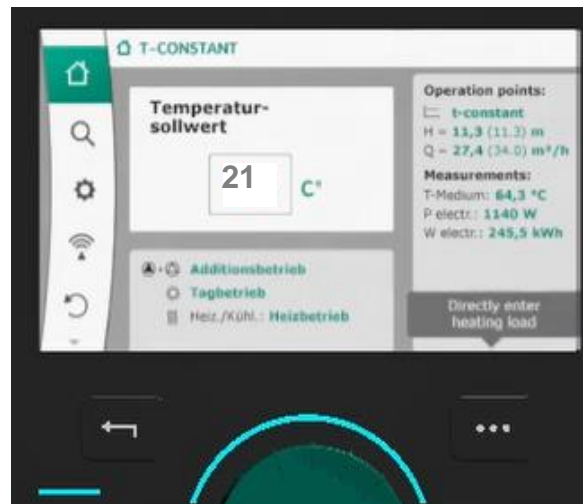 T-CONSTANT
Temperatur-
sollwert
21 C°
Additionsbetrieb
Tagbetrieb
Heiz./Kühl.: Heizbetrieb
Operation points:
t-constant
H = 11,3 (11.3) m
Q = 27,4 (34.0) m³/h
Measurements:
T-Medium: 64,3 °C
P electr.: 1140 W
W electr.: 245,5 kWh
Directly enter
heating load